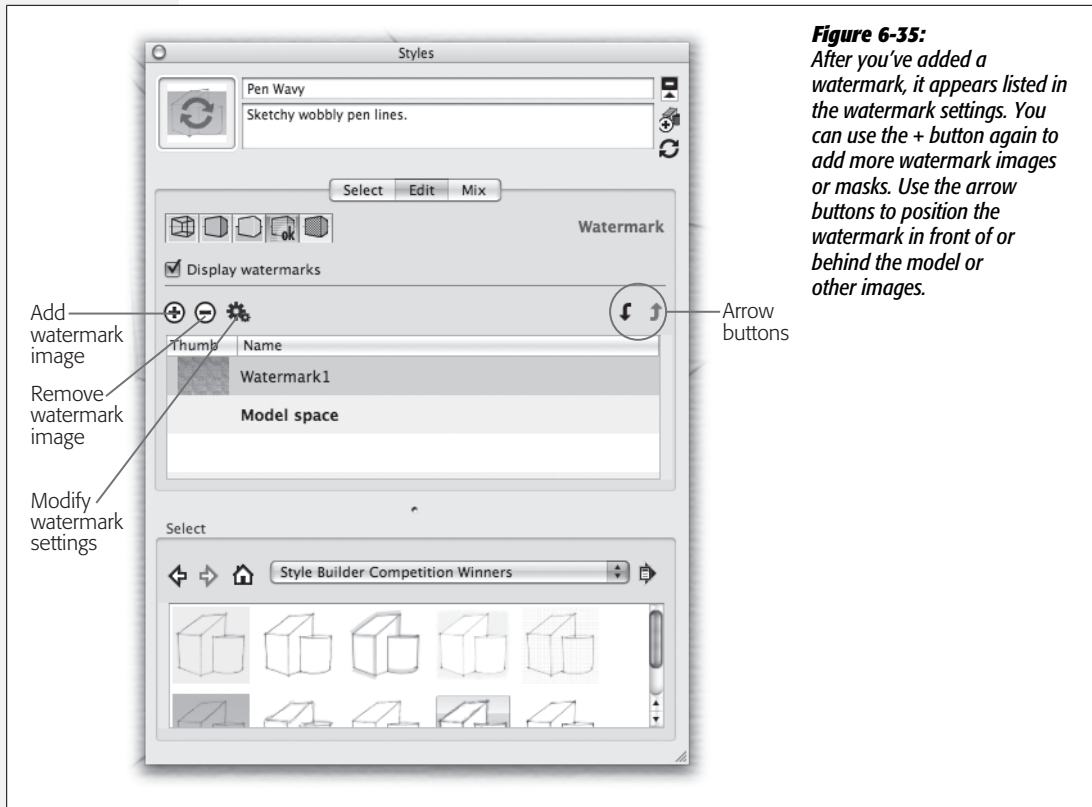 Styles
Pen Wavy
Sketchy wobbly pen lines.
Select Edit Mix
ok
Watermark
Display watermarks
Add
watermark
image
Arrow
buttons
Thumb Name
Watermark1
Remove
watermark
image
Model space
Modify
watermark
settings
Select
Style Builder Competition Winners
Figure 6-35:
After you've added a
watermark, it appears listed in
the watermark settings. You
can use the + button again to
add more watermark images
or masks. Use the arrow
buttons to position the
watermark in front of or
behind the model or
other images.